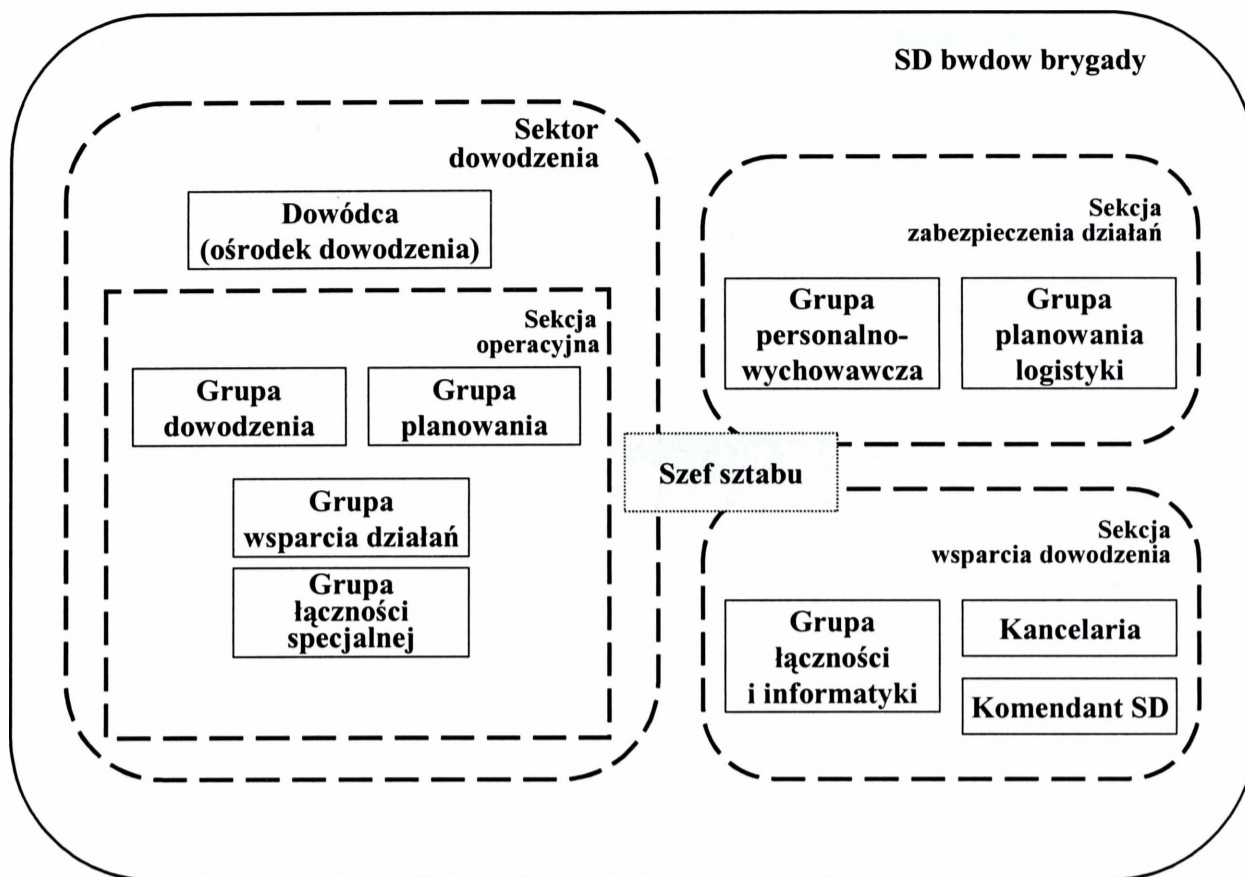 SD bwdow brygady
Sektor
dowodzenia
Dowódca
(ośrodek dowodzenia)
Sekcja
operacyjna
Grupa
dowodzenia
Grupa
planowania
Grupa
wsparcia działań
Grupa
łączności
specjalnej
Szef sztabu
Sekcja
zabezpieczenia działań
Grupa
personalno-
wychowawcza
Grupa
planowania
logistyki
Sekcja
wsparcia dowodzenia
Grupa
łączności
i informatyki
Kancelaria
Komendant SD